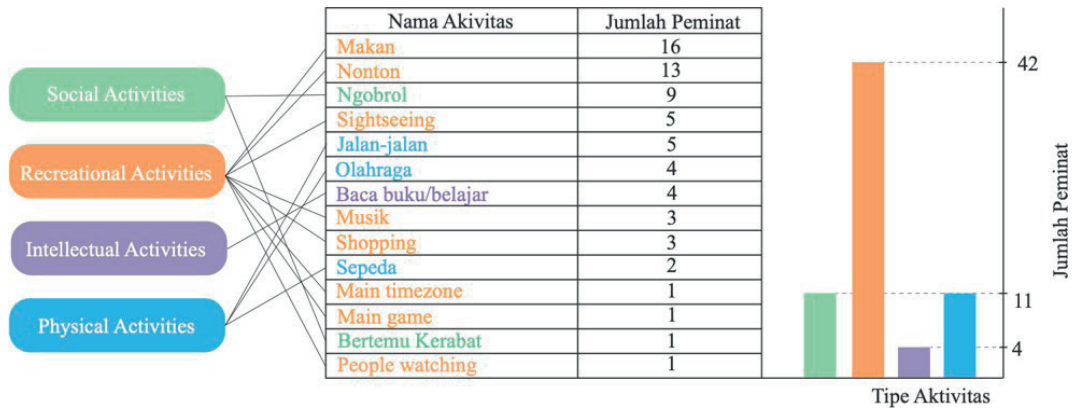 Social Activities
Recreational Activities
Intellectual Activities
Physical Activities
Nama Akivitas Jumlah Peminat
Makan 16
Nonton 13
Ngobrol 9
Sightseeing 5
Jalan-jalan 5
Olahraga 4
Baca buku/belajar 4
Musik 3
Shopping 3
Sepeda 2
Main timezone 1
Main game 1
Bertemu Kerabat 1
People watching 1
42
11
4
Jumlah Peminat
Tipe Aktivitas